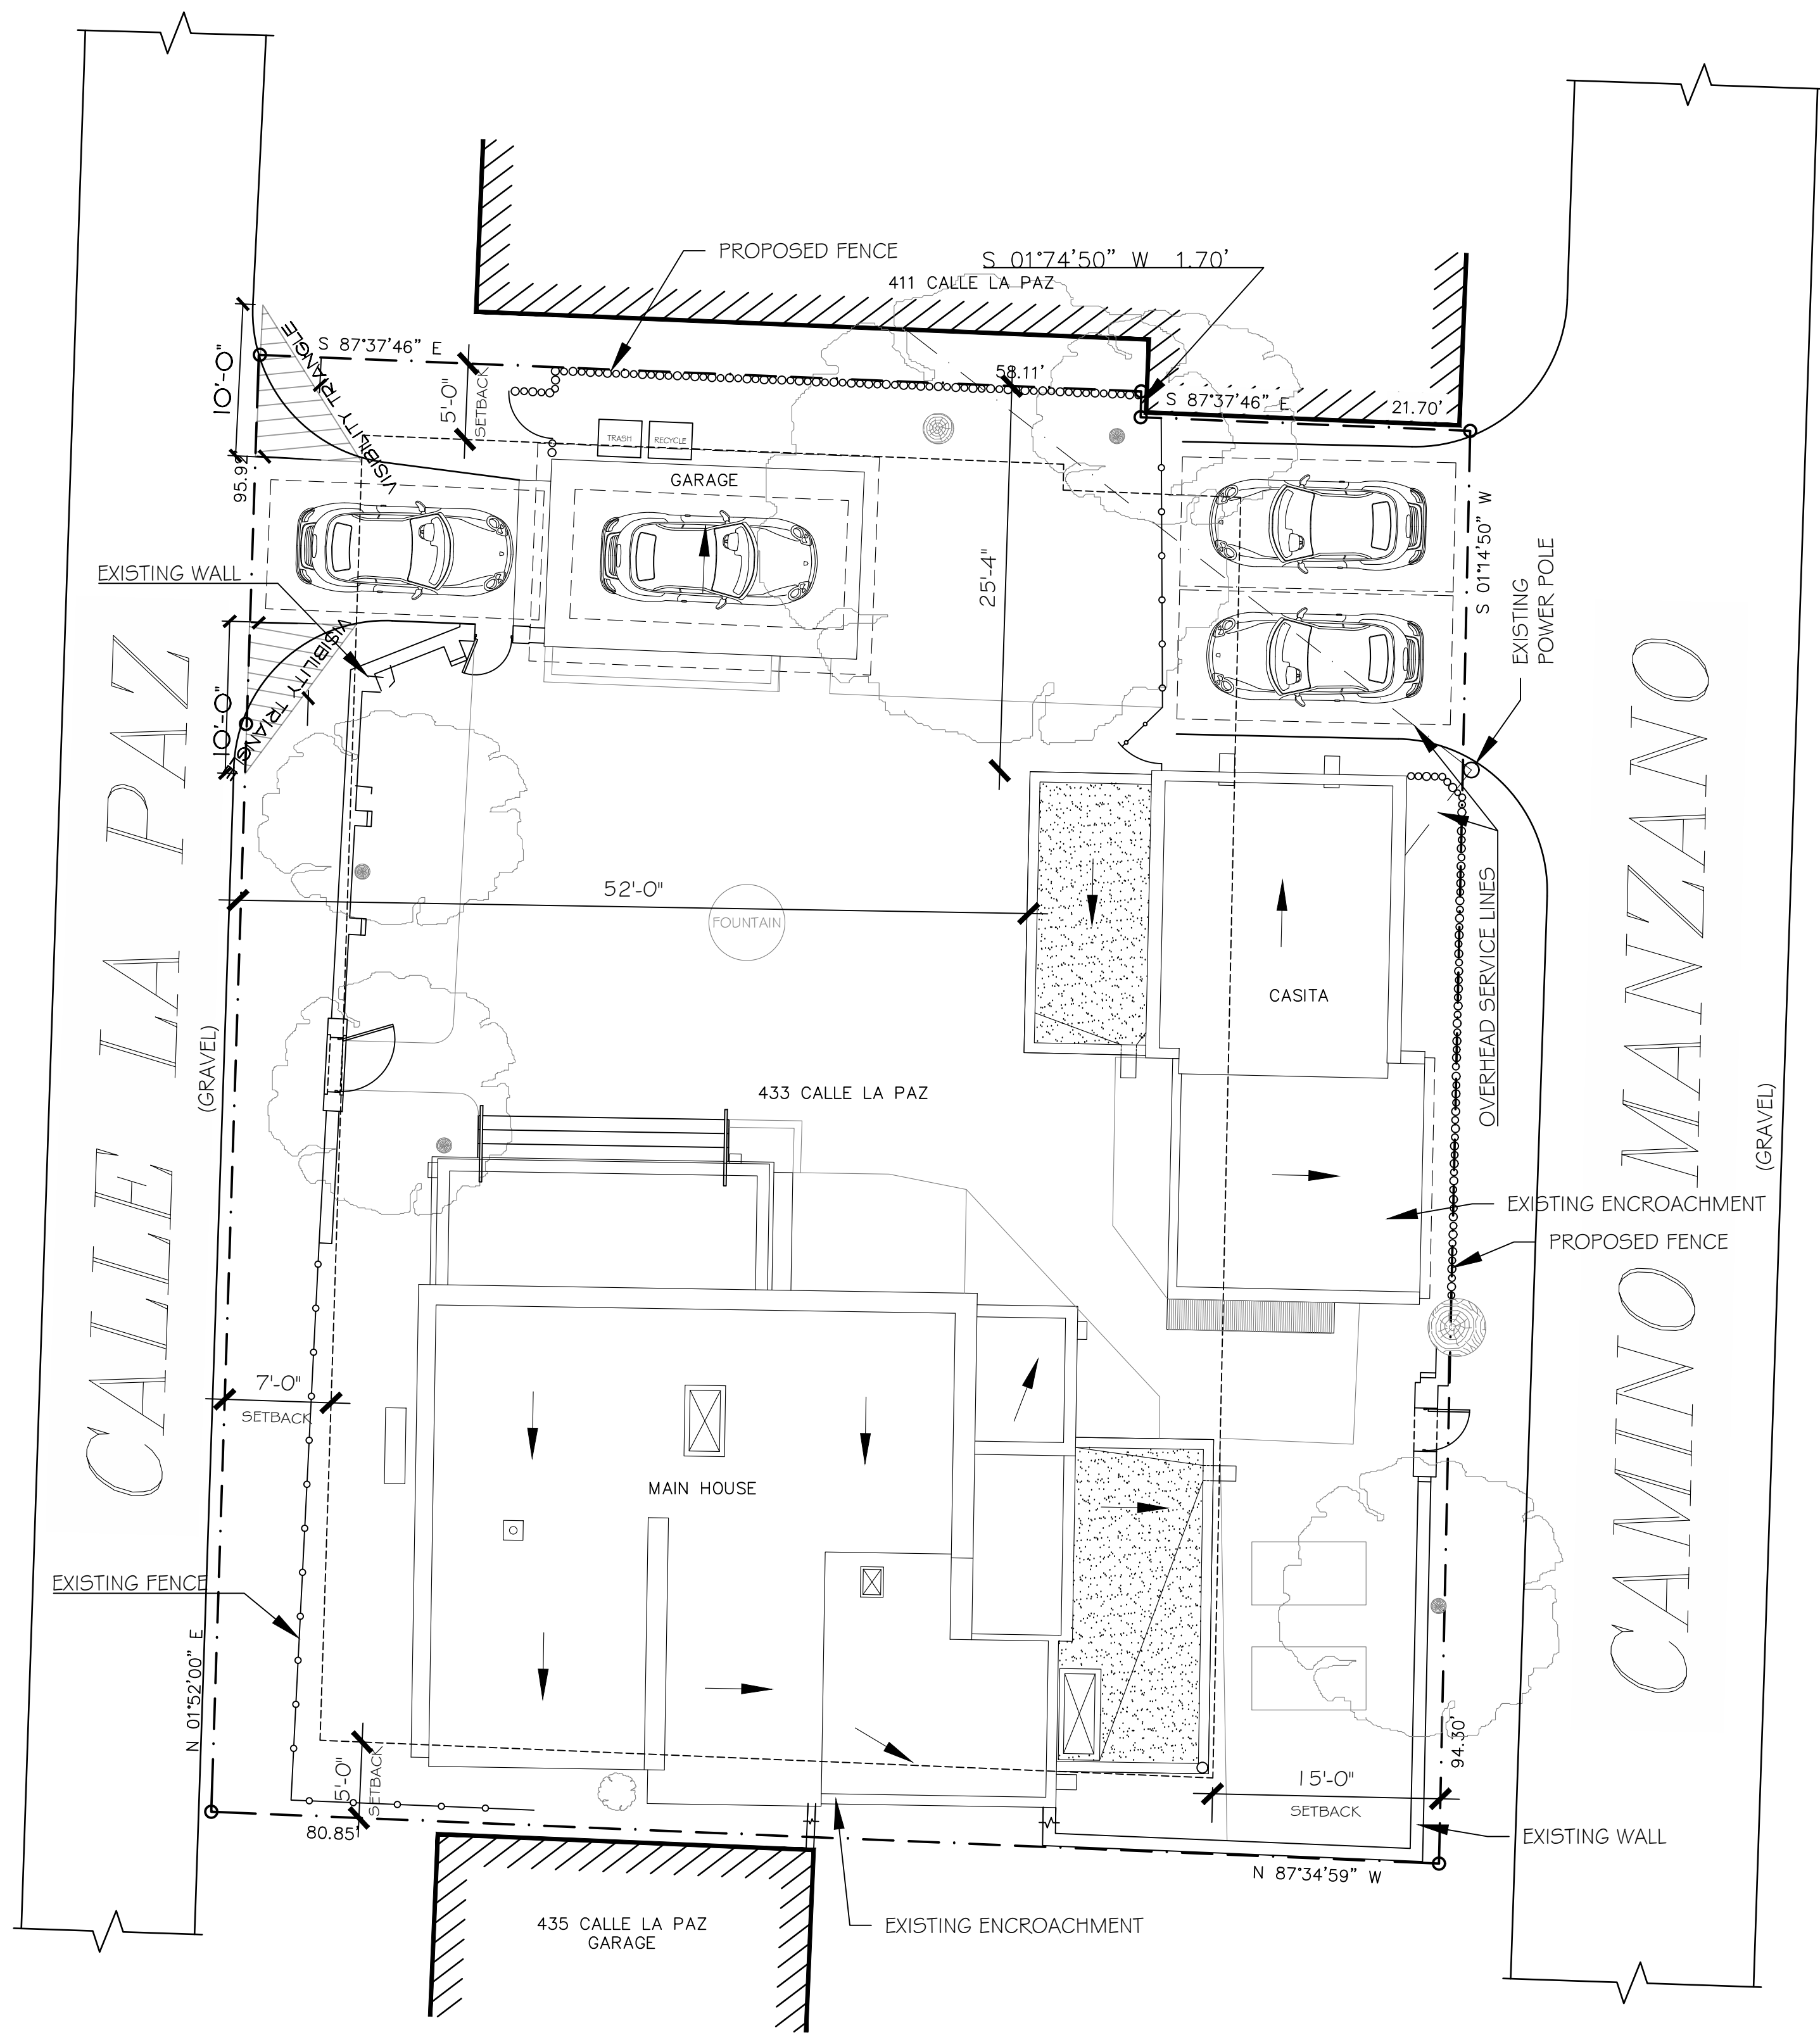 PROPOSED FENCE
S 01°74'50" W 1.70'
411 CALLE LA PAZ
S 87°37'46" E
58.11'
S 87°37'46" E
21.70'
10'-0"
VISIBILITY TRIANGLE
5'-0"
SETBACK
TRASH
RECYCLE
GARAGE
95.92
S 01°14'50" W
25'-4"
EXISTING WALL
EXISTING
POWER POLE
10'-0"
VISIBILITY TRIANGLE
CALLE LA PAZ
(GRAVEL)
52'-0"
FOUNTAIN
CASITA
OVERHEAD SERVICE LINES
CAMINO MANZANO
(GRAVEL)
433 CALLE LA PAZ
EXISTING ENCROACHMENT
PROPOSED FENCE
7'-0"
SETBACK
MAIN HOUSE
EXISTING FENCE
N 01°52'00" E
5'-0"
SETBACK
80.85'
15'-0"
SETBACK
94.30'
EXISTING WALL
N 87°34'59" W
435 CALLE LA PAZ
GARAGE
EXISTING ENCROACHMENT